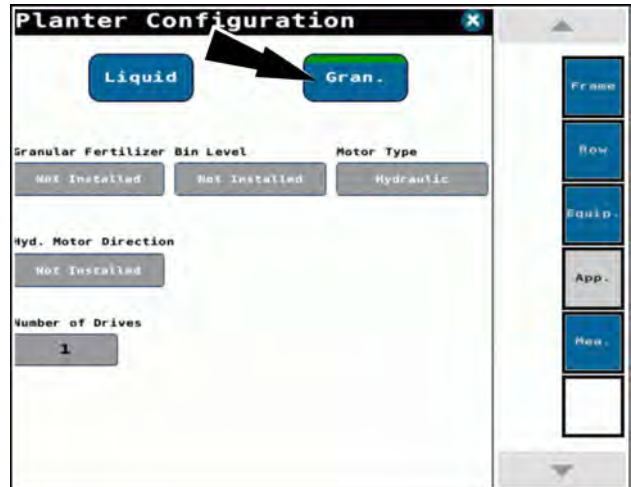 Planter Configuration
Liquid
Gran.
Granular Fertilizer Bin Level Motor Type
Not Installed Not Installed Hydraulic
Hyd. Motor Direction
Not Installed
Number of Drives
1
Frame
Row
Equip.
App.
Mea.